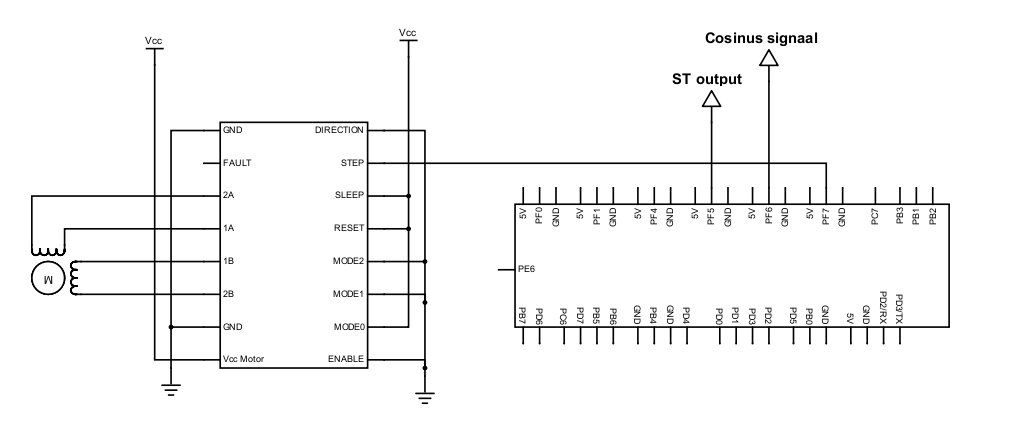 Cosinus signaal
Vcc
Vcc
ST output
GND DIRECTION
FAULT STEP
2A SLEEP
1A RESET
1B MODE2
2B MODE1
GND MODE0
Vcc Motor ENABLE
M
5V PF0 GND 5V PF1 GND 5V PF4 GND 5V PF5 GND 5V PF6 GND 5V PF7 GND PC7 PB3 PB1 PB2
PE6
PB7 PD6 PC6 PD7 PB5 PB6 GND PB4 GND PD4 PD0 PD1 PD3 PD2 PD5 PB0 GND 5V GND PD2/RX PD3/TX